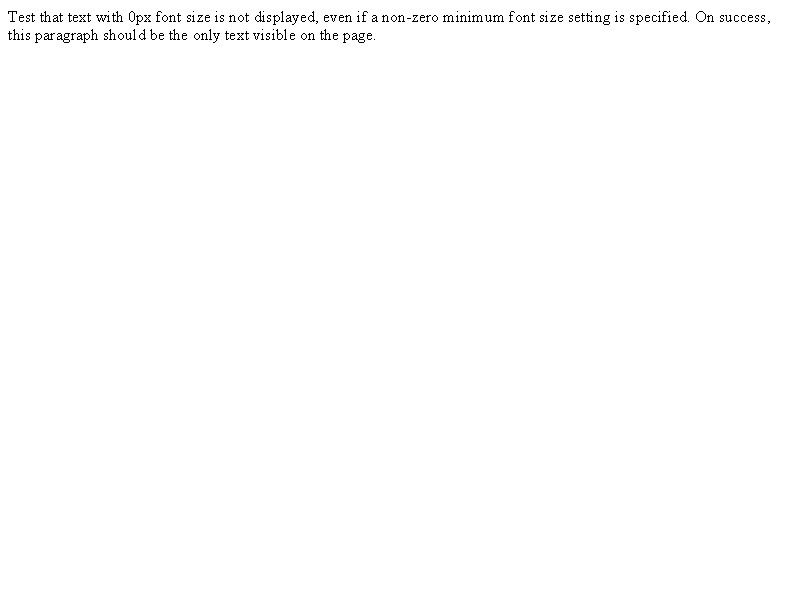 Test that text with 0px font size is not displayed, even if a non-zero minimum font size setting is specified. On success,
this paragraph should be the only text visible on the page.